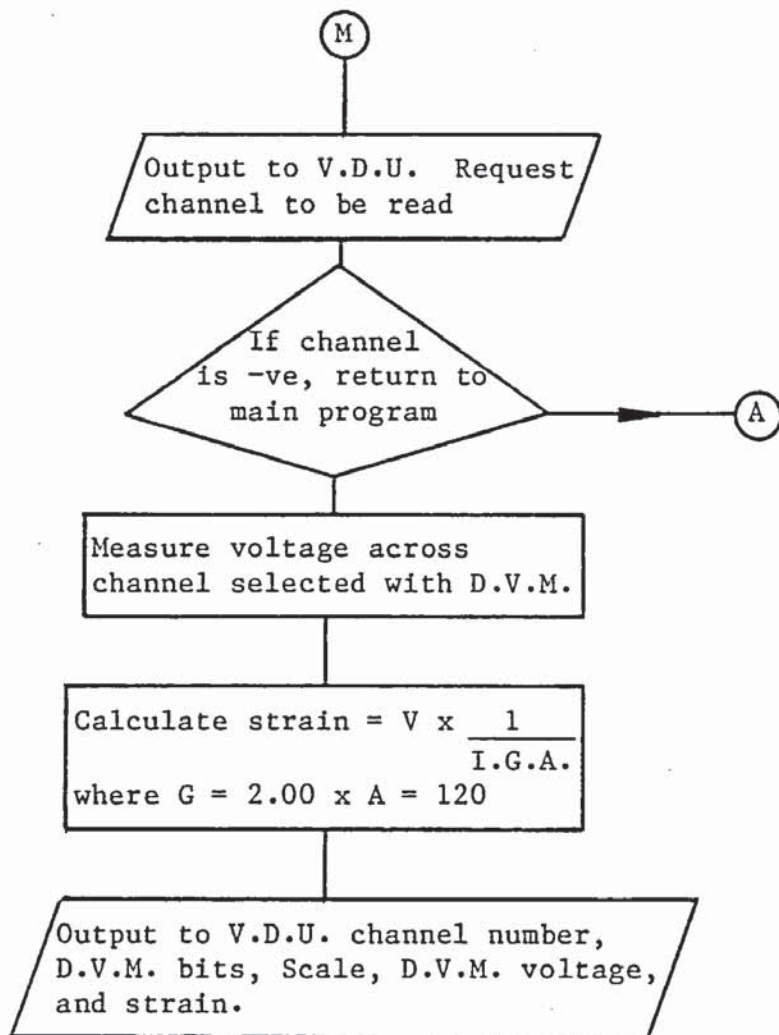 M
Output to V.D.U. Request
channel to be read
If channel
is -ve, return to
main program
A
Measure voltage across
channel selected with D.V.M.
Calculate strain = V x 1
I.G.A.
where G = 2.00 x A = 120
Output to V.D.U. channel number,
D.V.M. bits, Scale, D.V.M. voltage,
and strain.